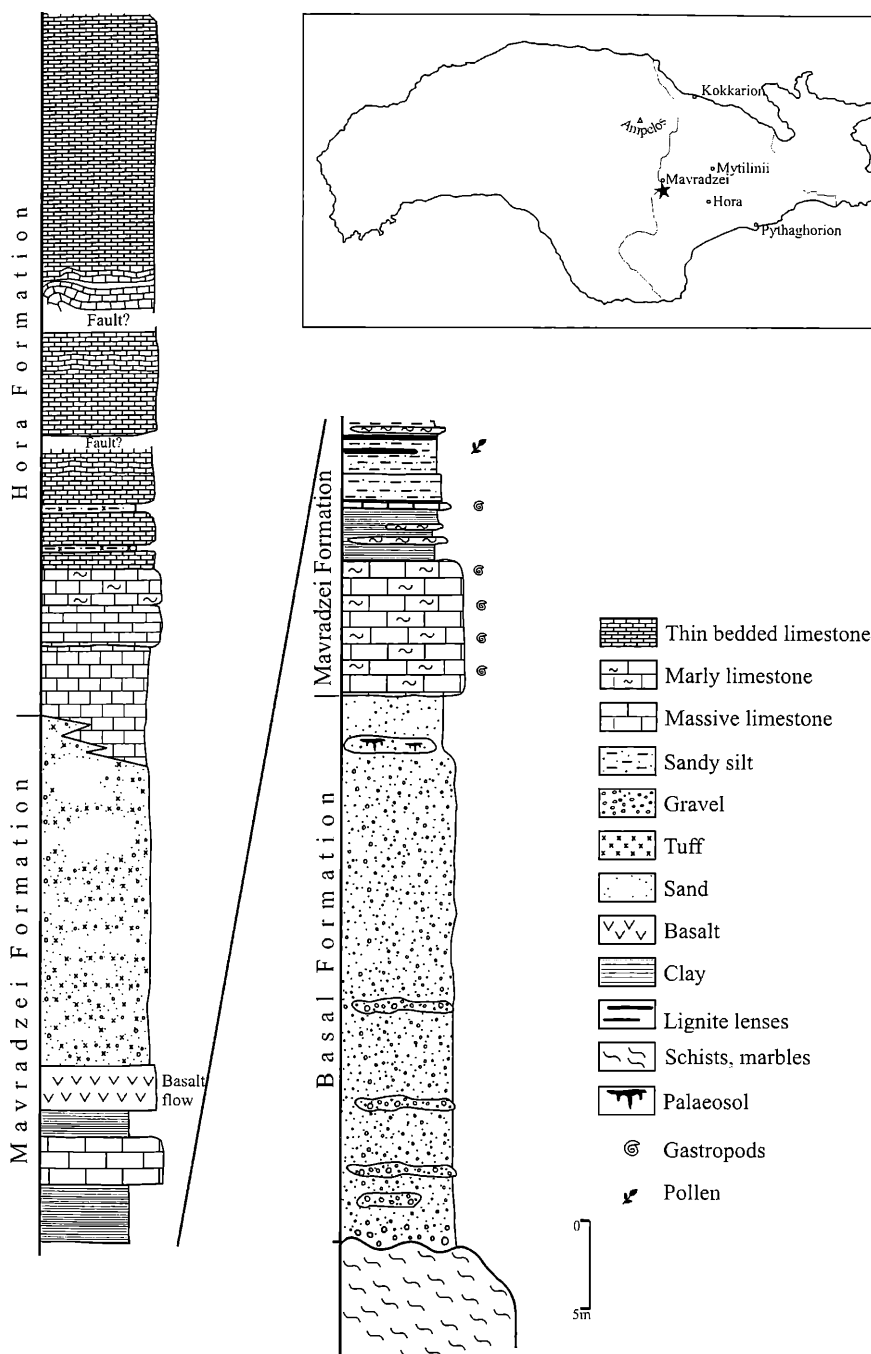 Hora Formation
Fault?
Fault?
Mavradzei Formation
Basalt
flow
Kokkarion
Ampelos
Mytilinii
Mavradzei
Hora
Pythaghorion
Mavradzei Formation
Basal Formation
Thin bedded limestone
Marly limestone
Massive limestone
Sandy silt
Gravel
Tuff
Sand
Basalt
Clay
Lignite lenses
Schists, marbles
Palaeosol
Gastropods
Pollen
0
5m